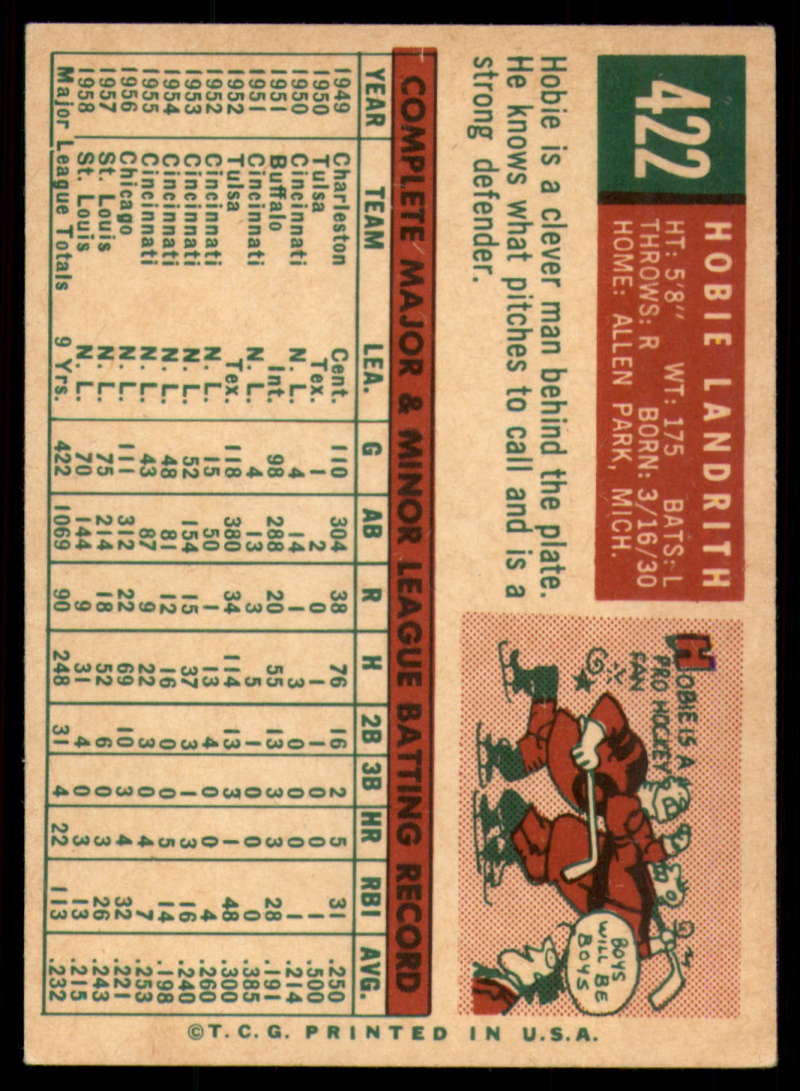 422
HOBIE LANDRITH
HT: 5'8" WT: 175 BATS: L
THROWS: R BORN: 3/16/30
HOME: ALLEN PARK, MICH.
Hobie is a clever man behind the plate.
He knows what pitches to call and is a
strong defender.
HOBIE IS A
PRO HOCKEY
FAN
BOYS
WILL BE
BOYS
COMPLETE MAJOR & MINOR LEAGUE BATTING RECORD
YEAR TEAM LEA. G AB R H 2B 3B HR RBI AVG.
1949 Charleston Cent. 110 304 38 76 16 2 5 31 .250
1950 Tulsa Tex. 1 2 0 1 1 0 0 1 .500
1950 Cincinnati N. L. 4 14 1 3 0 0 0 1 .214
1951 Buffalo Int. 98 288 20 55 13 3 3 28 .191
1951 Cincinnati N. L. 4 13 3 5 1 0 0 0 .385
1952 Tulsa Tex. 118 380 34 114 13 3 1 48 .300
1952 Cincinnati N. L. 15 50 1 13 4 0 0 4 .260
1953 Cincinnati N. L. 52 154 15 37 3 1 3 16 .240
1954 Cincinnati N. L. 48 81 12 16 0 0 5 14 .198
1955 Cincinnati N. L. 43 87 9 22 3 0 4 7 .253
1956 Chicago N. L. 111 312 22 69 10 3 4 32 .221
1957 St. Louis N. L. 75 214 18 52 6 0 3 26 .243
1958 St. Louis N. L. 70 144 9 31 4 0 3 13 .215
Major League Totals 9 Yrs. 422 1069 90 248 31 4 22 113 .232
©T.C.G. PRINTED IN U.S.A.